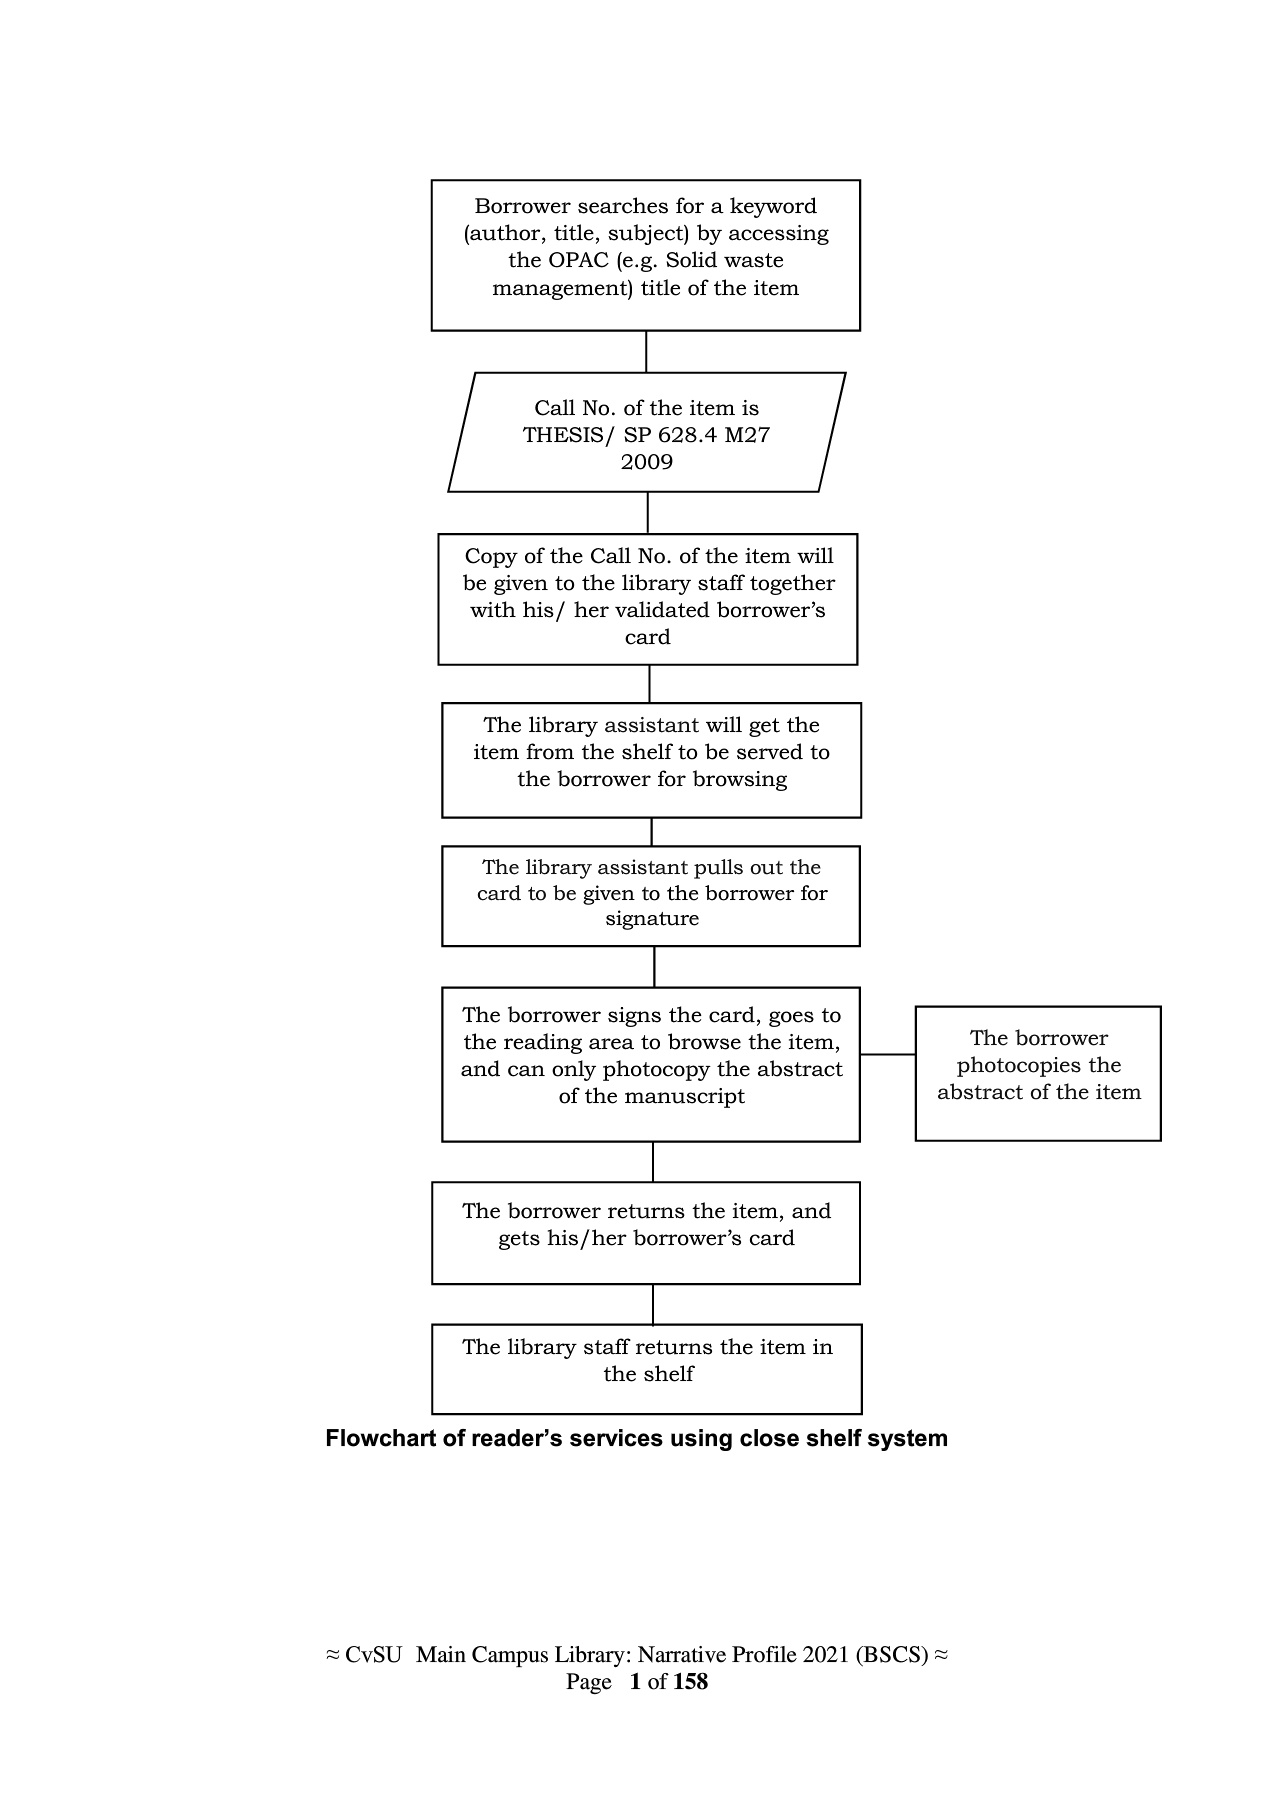 Borrower searches for a keyword
(author, title, subject) by accessing
the OPAC (e.g. Solid waste
management) title of the item
Call No. of the item is
THESIS/ SP 628.4 M27
2009
Copy of the Call No. of the item will
be given to the library staff together
with his/ her validated borrower's
card
The library assistant will get the
item from the shelf to be served to
the borrower for browsing
The library assistant pulls out the
card to be given to the borrower for
signature
The borrower signs the card, goes to
the reading area to browse the item,
and can only photocopy the abstract
of the manuscript
The borrower
photocopies the
abstract of the item
The borrower returns the item, and
gets his/her borrower's card
The library staff returns the item in
the shelf
Flowchart of reader's services using close shelf system
≈ CvSU  Main Campus Library: Narrative Profile 2021 (BSCS) ≈
Page  1 of 158